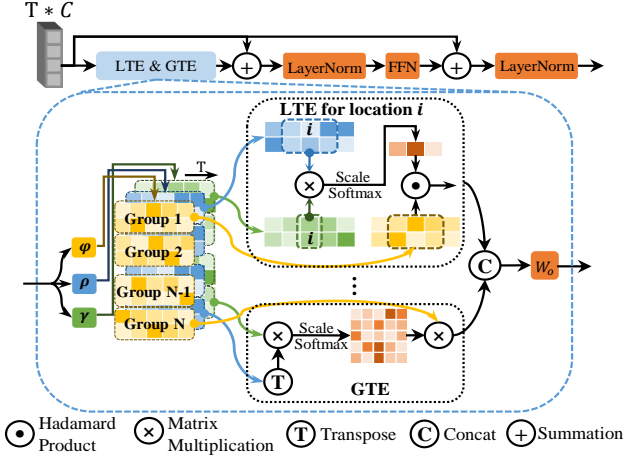 T * C
LTE & GTE
+
LayerNorm
FFN
+
LayerNorm
LTE for location i
i
T
Scale
Softmax
i
φ
ρ
γ
Group 1
Group 2
Group N-1
Group N
C
W_o
Scale
Softmax
T
GTE
Hadamard
Product
Matrix
Multiplication
T Transpose
C Concat
+ Summation